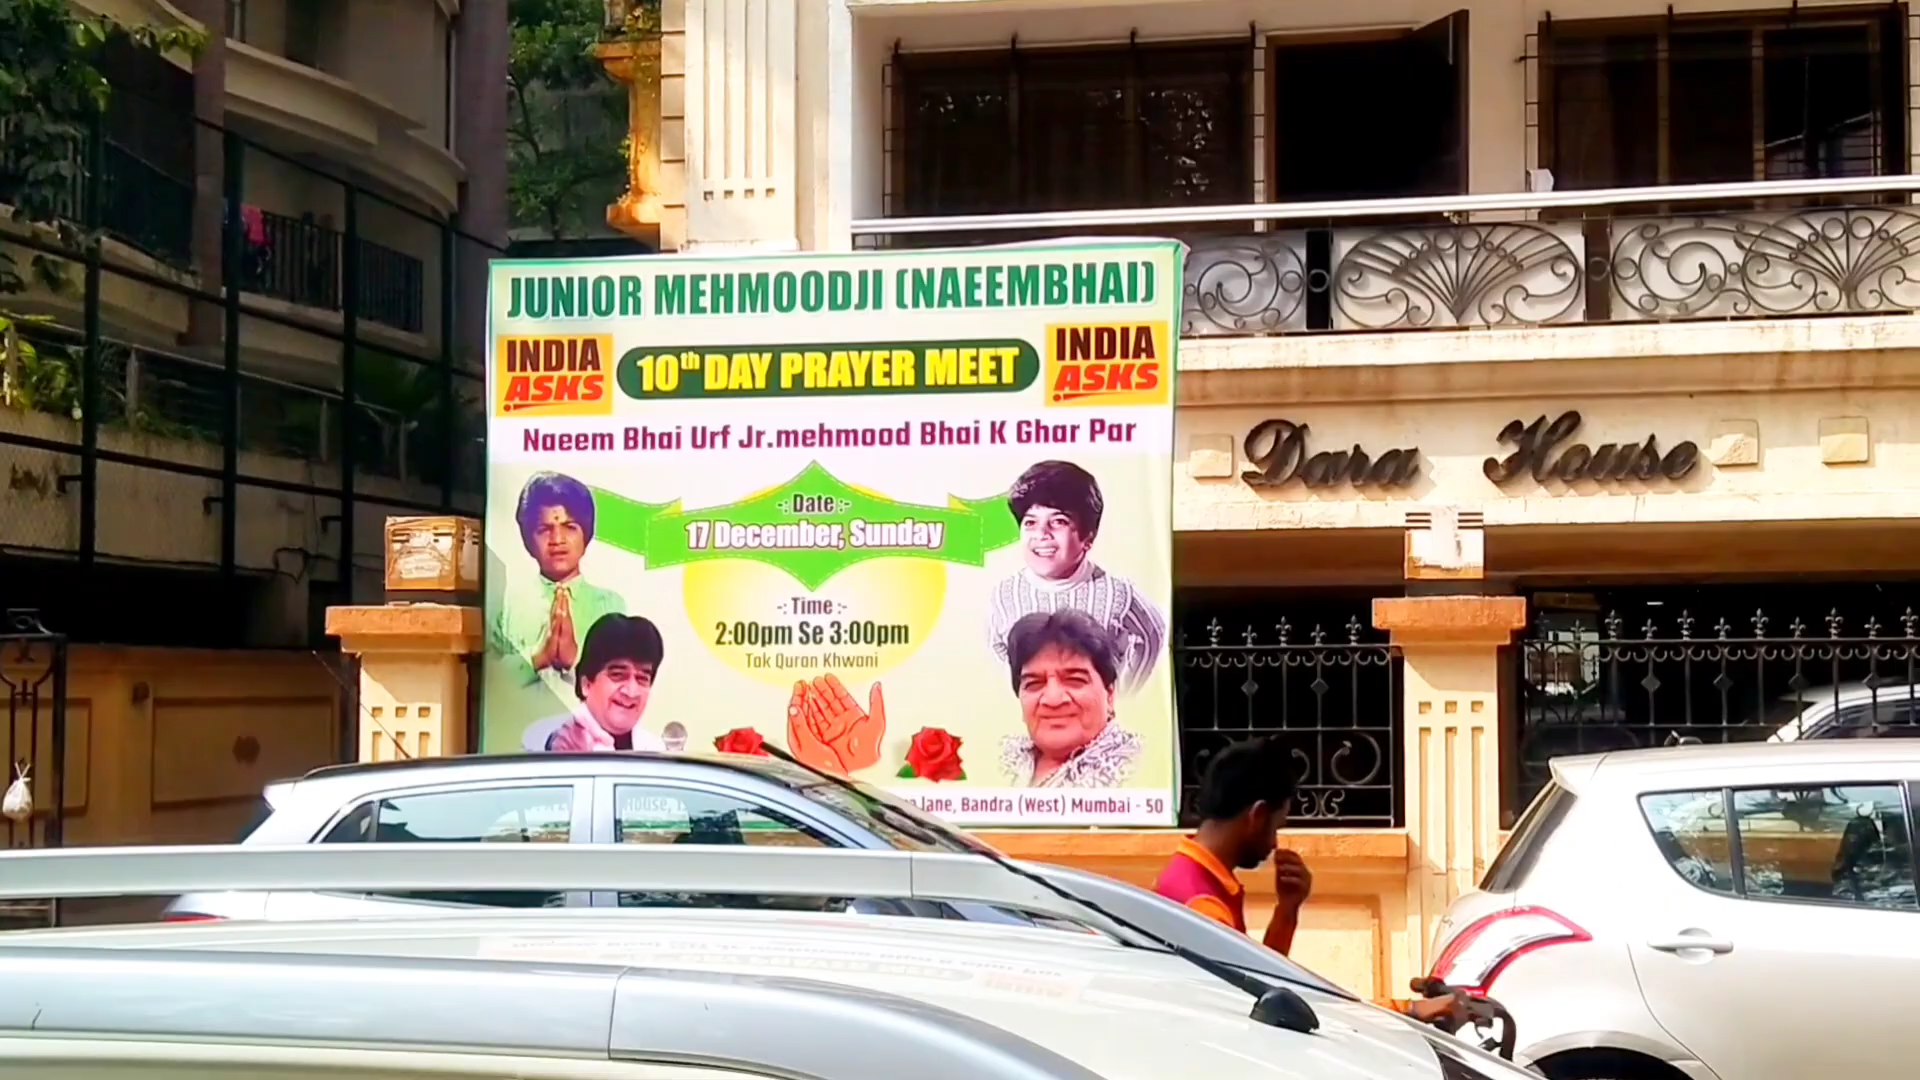 JUNIOR MEHMOODJI (NAEEMBHAI)
INDIA ASKS
10th DAY PRAYER MEET
INDIA ASKS
Naeem Bhai Urf Jr.mehmood Bhai K Ghar Par
-: Date :-
17 December, Sunday
-: Time :-
2:00pm Se 3:00pm
Tak Quran Khwani
lane, Bandra (West) Mumbai - 50
Dara House